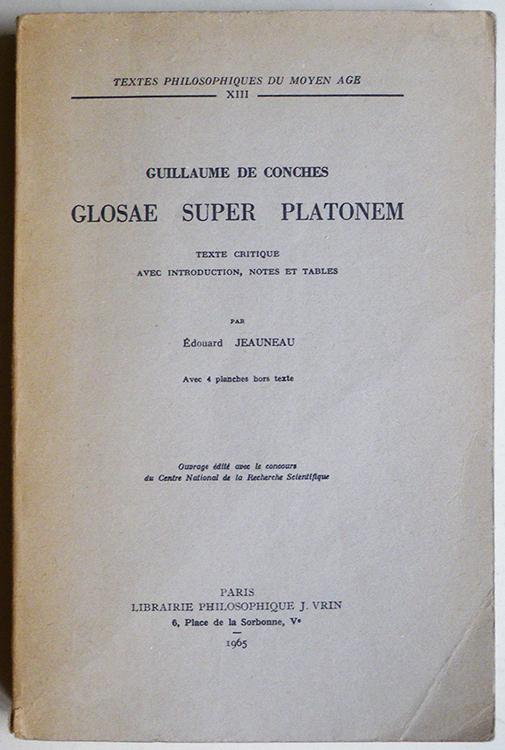 TEXTES PHILOSOPHIQUES DU MOYEN AGE
XIII
GUILLAUME DE CONCHES
GLOSAE SUPER PLATONEM
TEXTE CRITIQUE
AVEC INTRODUCTION, NOTES ET TABLES
PAR
Édouard JEAUNEAU
Avec 4 planches hors texte
Ouvrage édité avec le concours
du Centre National de la Recherche Scientifique
PARIS
LIBRAIRIE PHILOSOPHIQUE J. VRIN
6, Place de la Sorbonne, Vᵉ
1965